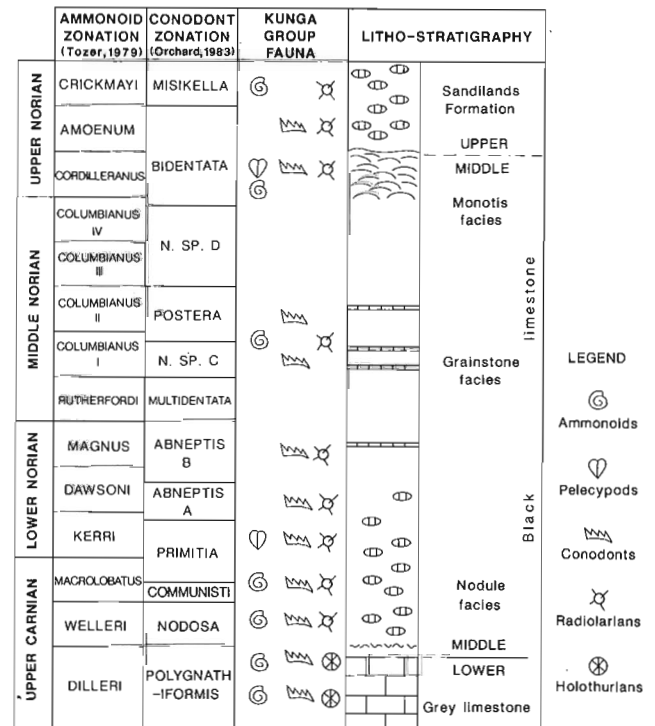 AMMONOID
ZONATION
(Tozer, 1979)
CONODONT
ZONATION
(Orchard, 1983)
KUNGA
GROUP
FAUNA
LITHO-STRATIGRAPHY
UPPER NORIAN
MIDDLE NORIAN
LOWER NORIAN
UPPER CARNIAN
CRICKMAYI
AMOENUM
CORDILLERANUS
COLUMBIANUS
IV
COLUMBIANUS
III
COLUMBIANUS
II
COLUMBIANUS
I
RUTHERFORDI
MAGNUS
DAWSONI
KERRI
MACROLOBATUS
WELLERI
DILLERI
MISIKELLA
BIDENTATA
N. SP. D
POSTERA
N. SP. C
MULTIDENTATA
ABNEPTIS
B
ABNEPTIS
A
PRIMITIA
COMMUNISTI
NODOSA
POLYGNATH
-IFORMIS
Sandilands
Formation
UPPER
MIDDLE
Monotis
facies
Grainstone
facies
Black limestone
Nodule
facies
MIDDLE
LOWER
Grey limestone
LEGEND
Ammonoids
Pelecypods
Conodonts
Radiolarians
Holothurians